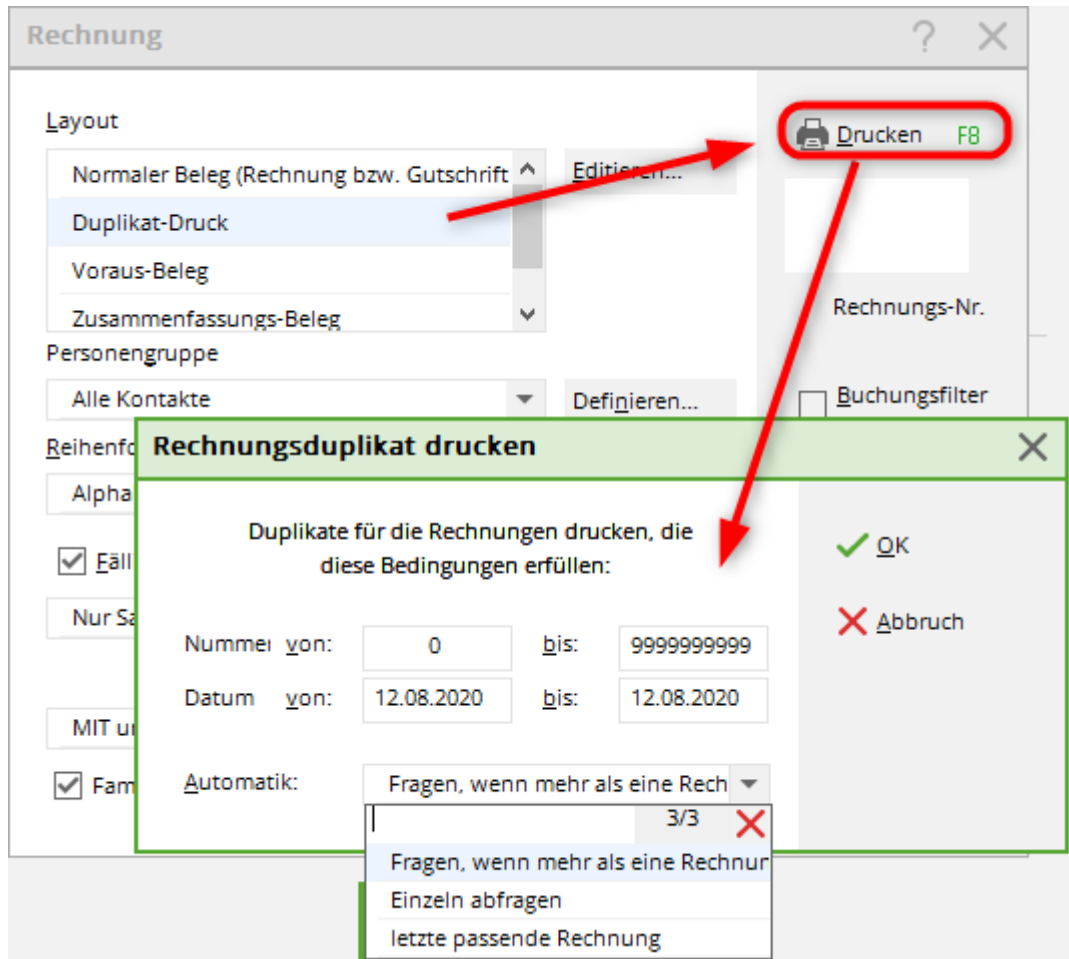 Rechnung ?
Layout
Drucken F8
Normaler Beleg (Rechnung bzw. Gutschrift
Editieren...
Duplikat-Druck
Voraus-Beleg
Zusammenfassungs-Beleg
Rechnungs-Nr.
Personengruppe
Alle Kontakte
Definieren...
Buchungsfilter
Reihenfo
Rechnungsduplikat drucken
Alpha
Duplikate für die Rechnungen drucken, die
diese Bedingungen erfüllen:
OK
Fäll
Nur Sa
Abbruch
Nummer von: 0 bis: 9999999999
Datum von: 12.08.2020 bis: 12.08.2020
MIT u
Fam
Automatik: Fragen, wenn mehr als eine Rech
3/3
Fragen, wenn mehr als eine Rechnur
Einzeln abfragen
letzte passende Rechnung